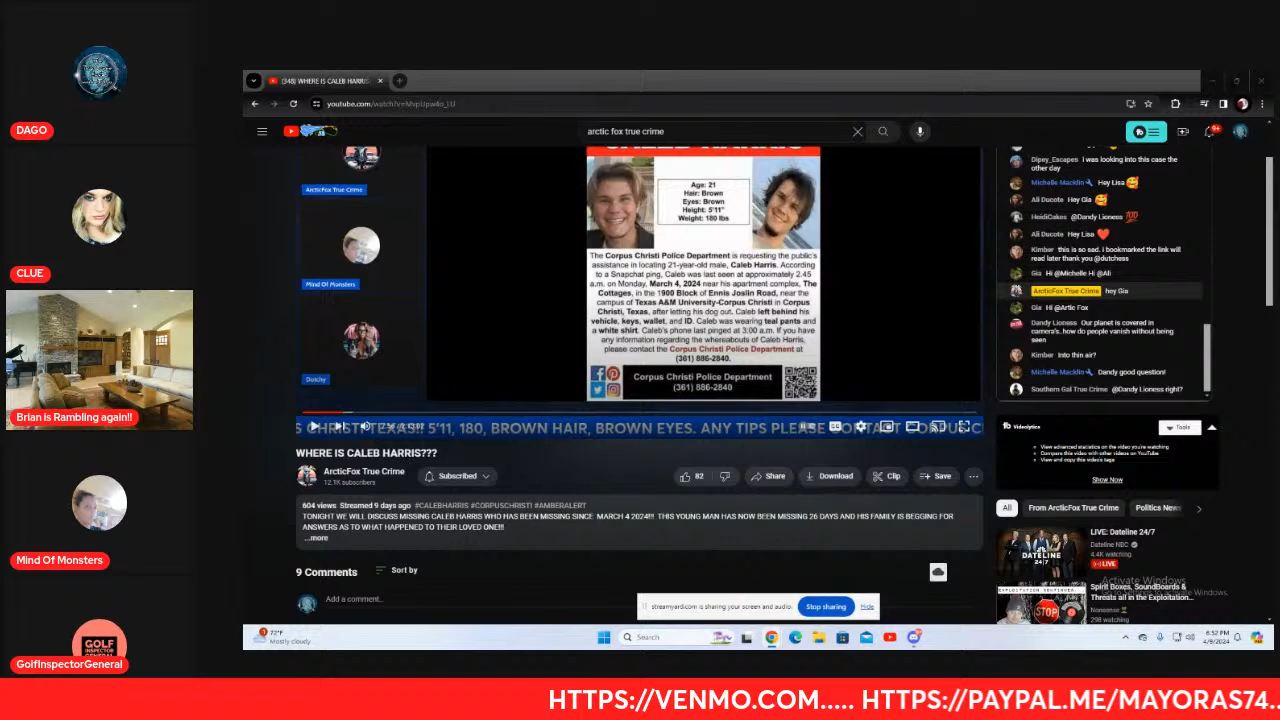 DAGO
CLUE
Brian is Rambling again!!
Mind Of Monsters
GolfInspectorGeneral
(348) WHERE IS CALEB HARRIS
arctic fox true crime
9+
ArcticFox True Crime
Mind Of Monsters
Dutchy
Age: 21
Hair: Brown
Eyes: Brown
Height: 5'11"
Weight: 180 lbs
The Corpus Christi Police Department is requesting the public's
assistance in locating 21-year-old male, Caleb Harris. According
to a Snapchat ping, Caleb was last seen at approximately 2.45
a.m. on Monday, March 4, 2024 near his apartment complex, The
Cottages, in the 1900 Block of Ennis Joslin Road, near the
campus of Texas A&M University-Corpus Christi in Corpus
Christi, Texas, after letting his dog out. Caleb left behind his
vehicle, keys, wallet, and ID. Caleb was wearing teal pants and
a white shirt. Caleb's phone last pinged at 3:00 a.m. If you have
any information regarding the whereabouts of Caleb Harris,
please contact the Corpus Christi Police Department at
(361) 886-2840.
Corpus Christi Police Department
(361) 886-2840
S CHRISTI TEXAS!! 5'11, 180, BROWN HAIR, BROWN EYES. ANY TIPS PLEASE
WHERE IS CALEB HARRIS???
ArcticFox True Crime
12.1K subscribers
Subscribed
82
Share
Download
Clip
Save
604 views Streamed 9 days ago #CALEBHARRIS #CORPUSCHRISTI #AMBERALERT
TONIGHT WE WILL DISCUSS MISSING CALEB HARRIS WHO HAS BEEN MISSING SINCE MARCH 4 2024!!! THIS YOUNG MAN HAS NOW BEEN MISSING 26 DAYS AND HIS FAMILY IS BEGGING FOR
ANSWERS AS TO WHAT HAPPENED TO THEIR LOVED ONE!!!
...more
9 Comments
Sort by
Add a comment...
Dipey_Escapes I was looking into this case the
other day
Michelle Macklin Hey Lisa
Ali Ducote Hey Gia
HeidiCakes @Dandy Lioness 100
Ali Ducote Hey Lisa
Kimber this is so sad. i bookmarked the link will
read later thank you @dutchess
Gia Hi @Michelle Hi @Ali
ArcticFox True Crime hey Gia
Gia Hi @Artic Fox
Dandy Lioness Our planet is covered in
camera's. how do people vanish without being
seen
Kimber Into thin air?
Michelle Macklin Dandy good question!
Southern Gal True Crime @Dandy Lioness right?
Videolytics
Tools
View advanced statistics on the video you're watching
Compare this video with other videos on YouTube
View and copy this video's tags
Show Now
All
From ArcticFox True Crime
Politics News
DATELINE
24/7
LIVE: Dateline 24/7
Dateline NBC
4.4K watching
LIVE
STOP
Spirit Boxes, SoundBoards &
Threats all in the Exploitation...
Nonsense
298 watching
Activate Windows
streamyard.com is sharing your screen and audio.
Stop sharing
Hide
72°F
Mostly cloudy
Search
6:32 PM
4/9/2024
HTTPS://VENMO.COM..... HTTPS://PAYPAL.ME/MAYORAS74..